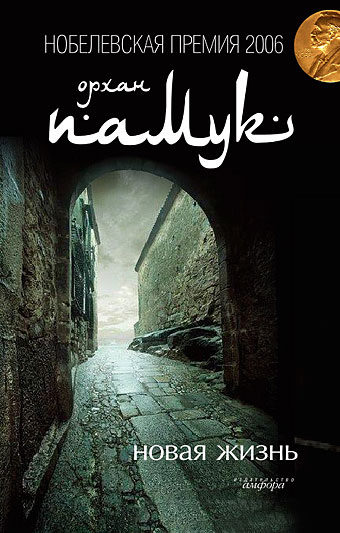 НОБЕЛЕВСКАЯ ПРЕМИЯ 2006
орхан
памук
новая жизнь
издательство
амфора